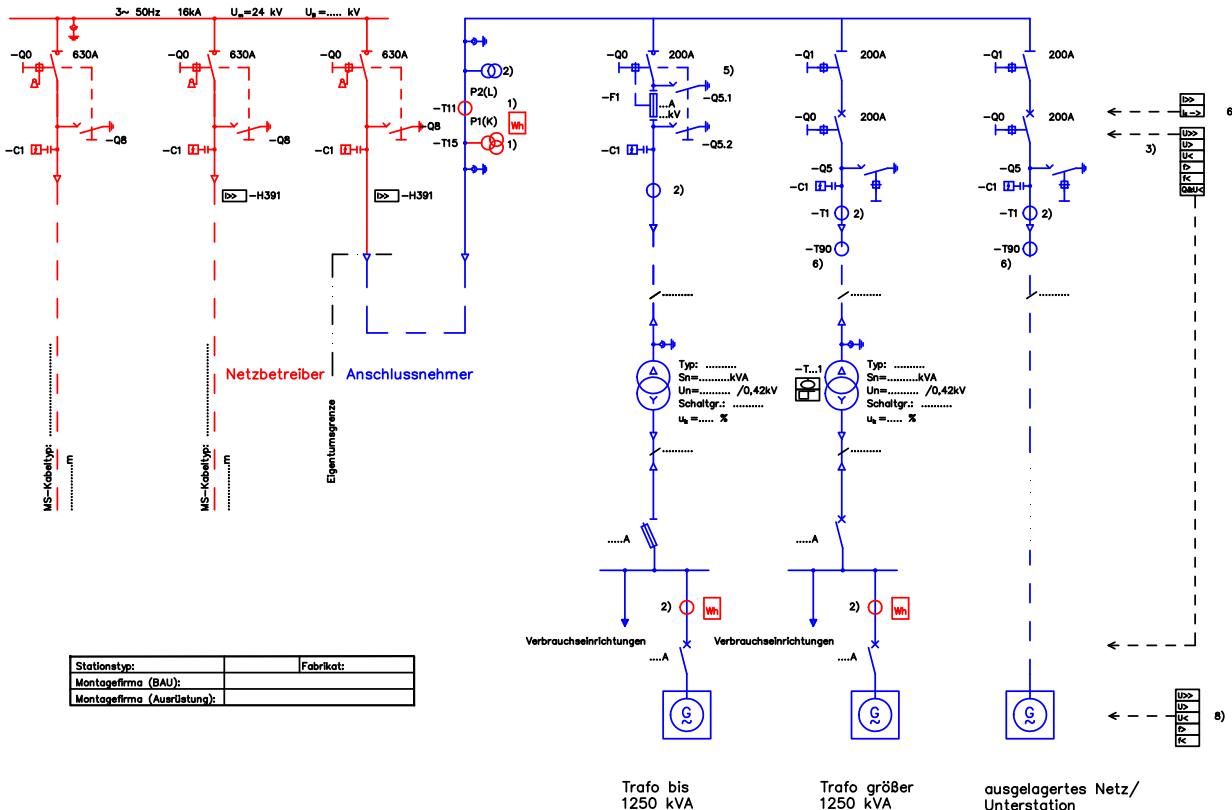 3~ 50Hz 16kA Uₘ=24 kV U_B=..... kV
-Q0 630A
-Q0 630A
-Q0 630A
-Q8
-Q8
-Q8
-C1
-C1
-C1
I>> -H391
I>> -H391
2)
P2(L)
-T11 1)
P1(K)
Wh
-T15 1)
-Q0 200A 5)
-F1 ....A
....kV
-Q5.1
-Q5.2
-C1
2)
-Q1 200A
-Q0 200A
-Q5
-C1
-T1 2)
-T90
6)
-Q1 200A
-Q0 200A
-Q5
-C1
-T1 2)
-T90
6)
I>>
6
3)
U>>
U>
U<
f>
f<
Q&U<
..........
..........
..........
Netzbetreiber Anschlussnehmer
Eigentumsgrenze
MS-Kabeltyp: ....................
.......... m
MS-Kabeltyp: ....................
.......... m
Typ: .........
Sn=.........kVA
Un=......... /0,42kV
Schaltgr.: .........
uₖ=..... %
-T...1
Typ: .........
Sn=.........kVA
Un=......... /0,42kV
Schaltgr.: .........
uₖ=..... %
..........
..........
.....A
.....A
2) Wh
2) Wh
Verbrauchseinrichtungen
Verbrauchseinrichtungen
....A
....A
G
~
G
~
G
~
U>>
U>
U<
f>
f<
8)
Stationstyp: Fabrikat:
Montagefirma (BAU):
Montagefirma (Ausrüstung):
Trafo bis
1250 kVA
Trafo größer
1250 kVA
ausgelagertes Netz/
Unterstation